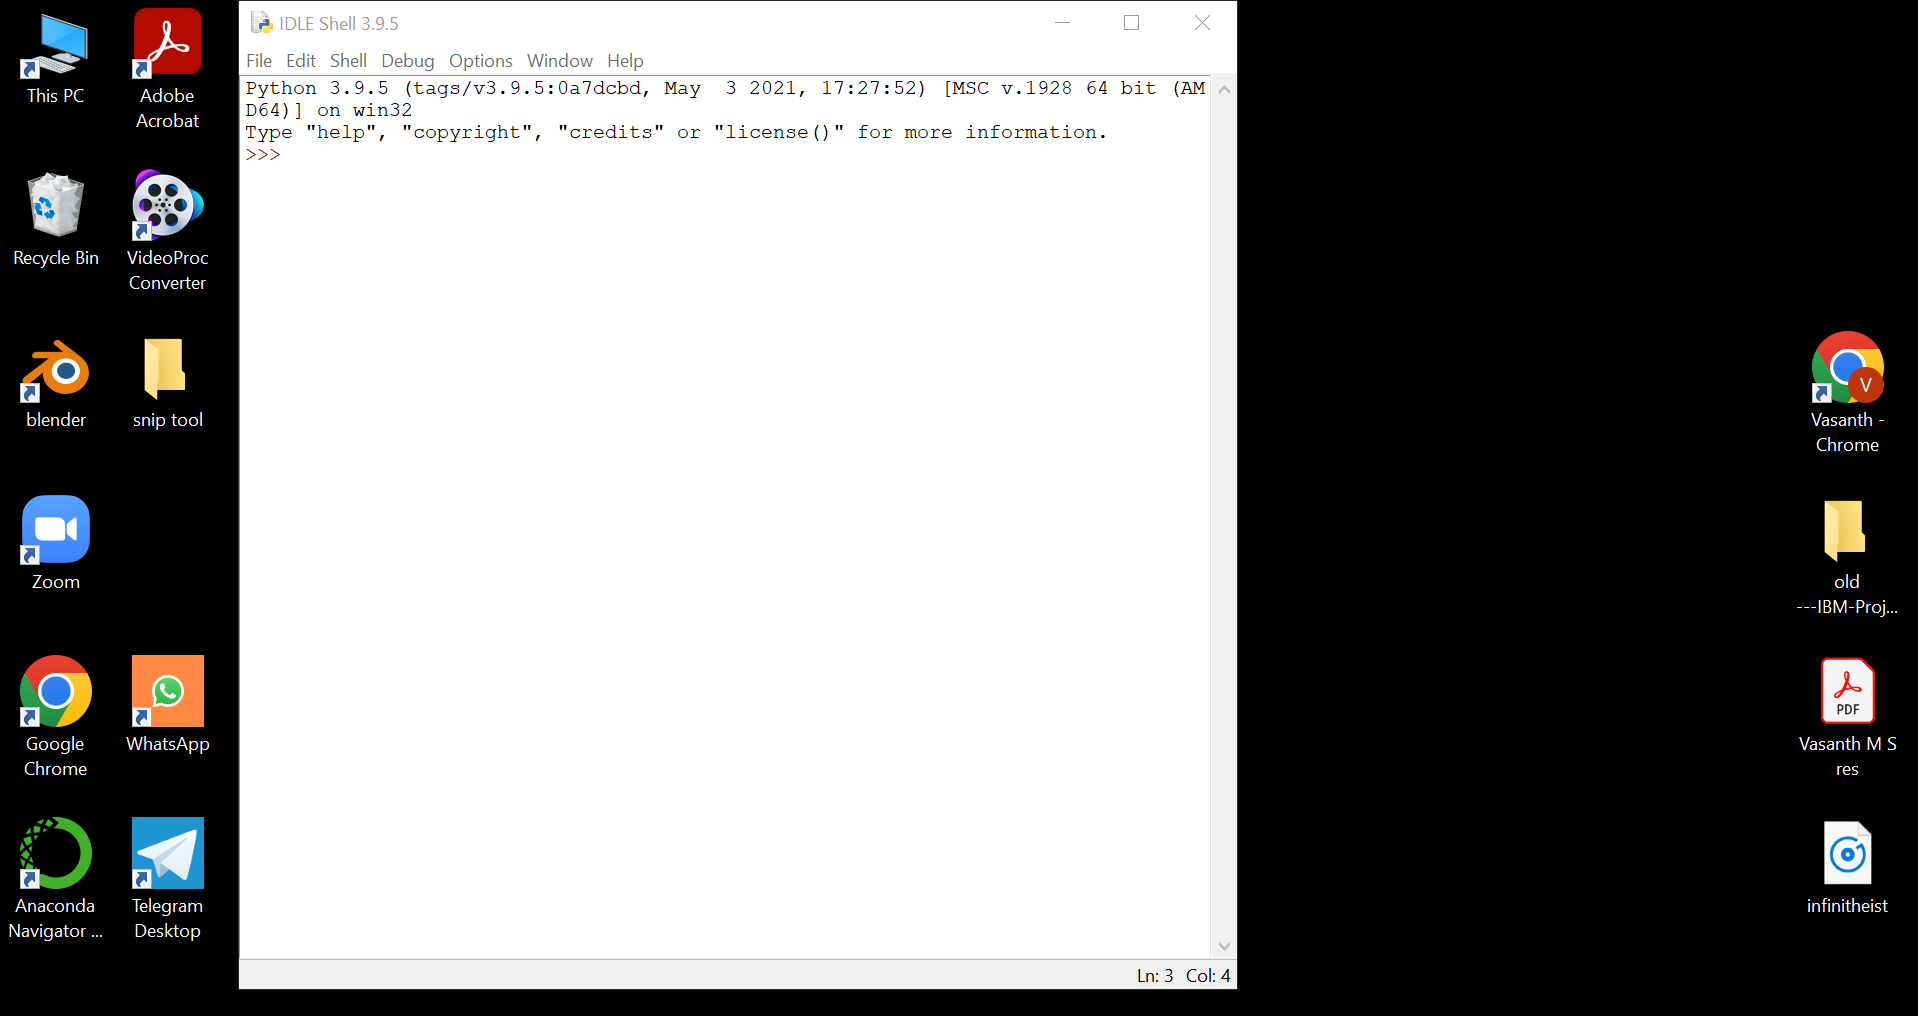 This PC
Adobe
Acrobat
Recycle Bin
VideoProc
Converter
blender
snip tool
Zoom
Google
Chrome
WhatsApp
Anaconda
Navigator ...
Telegram
Desktop
IDLE Shell 3.9.5
File Edit Shell Debug Options Window Help
Python 3.9.5 (tags/v3.9.5:0a7dcbd, May  3 2021, 17:27:52) [MSC v.1928 64 bit (AM
D64)] on win32
Type "help", "copyright", "credits" or "license()" for more information.
>>>
Ln: 3 Col: 4
V
Vasanth -
Chrome
old
---IBM-Proj...
PDF
Vasanth M S
res
infinitheist